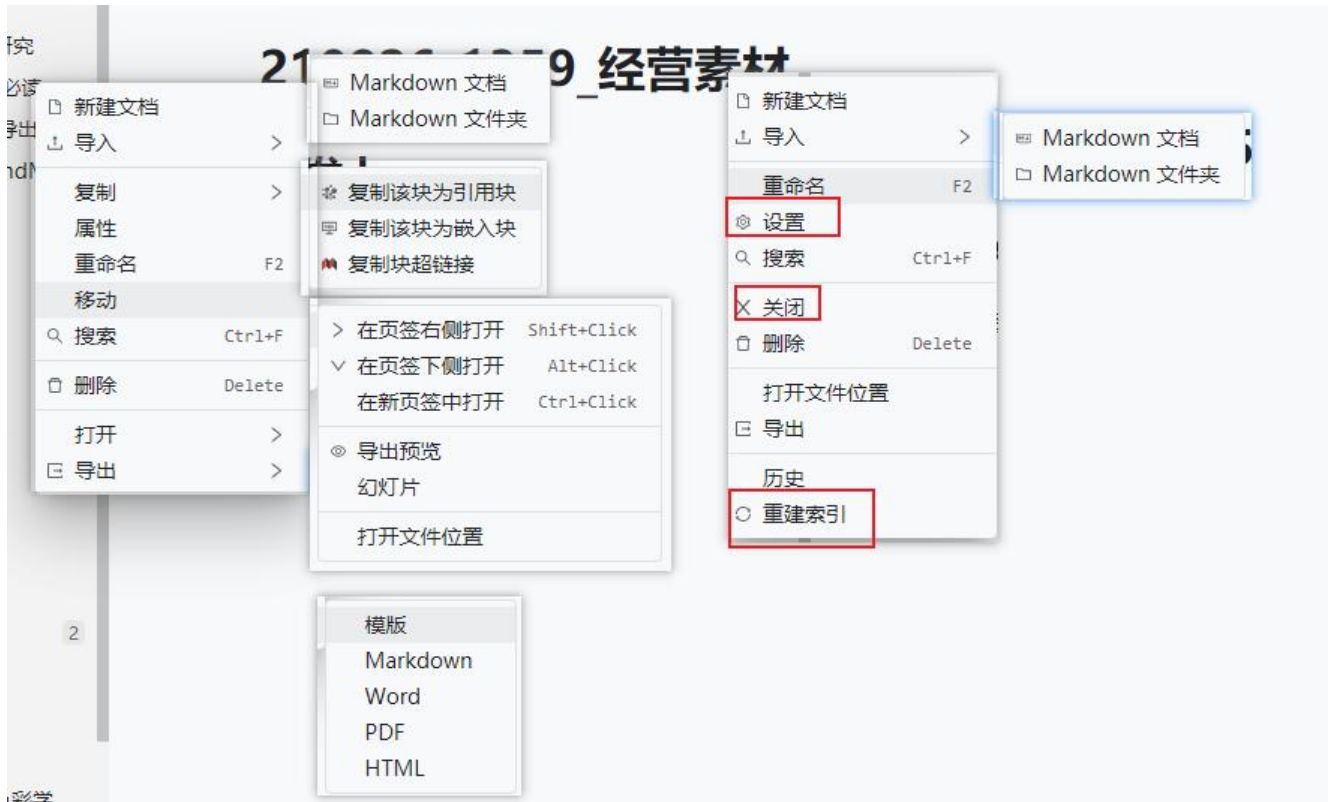 必读
9_经营素材
新建文档
导入
复制
属性
重命名 F2
移动
搜索 Ctrl+F
删除 Delete
打开
导出
Markdown 文档
Markdown 文件夹
复制该块为引用块
复制该块为嵌入块
复制块超链接
在页签右侧打开 Shift+Click
在页签下侧打开 Alt+Click
在新页签中打开 Ctrl+Click
导出预览
幻灯片
打开文件位置
模版
Markdown
Word
PDF
HTML
新建文档
导入
重命名 F2
设置
搜索 Ctrl+F
关闭
删除 Delete
打开文件位置
导出
历史
重建索引
Markdown 文档
Markdown 文件夹
2